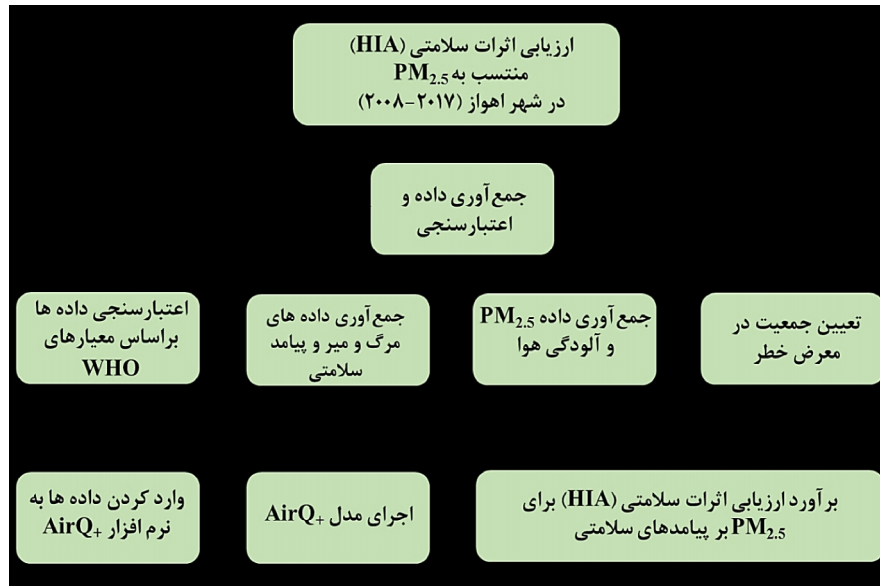 ارزیابی اثرات سلامتی (HIA)
منتسب به PM2.5
در شهر اهواز (۲۰۱۷-۲۰۰۸)
جمع‌آوری داده و
اعتبارسنجی
تعیین جمعیت در
معرض خطر
جمع‌آوری داده PM2.5
و آلودگی هوا
جمع‌آوری داده های
مرگ و میر و پیامد
سلامتی
اعتبارسنجی داده ها
براساس معیارهای
WHO
برآورد ارزیابی اثرات سلامتی (HIA) برای
PM2.5 بر پیامدهای سلامتی
اجرای مدل AirQ+
وارد کردن داده ها به
نرم افزار AirQ+